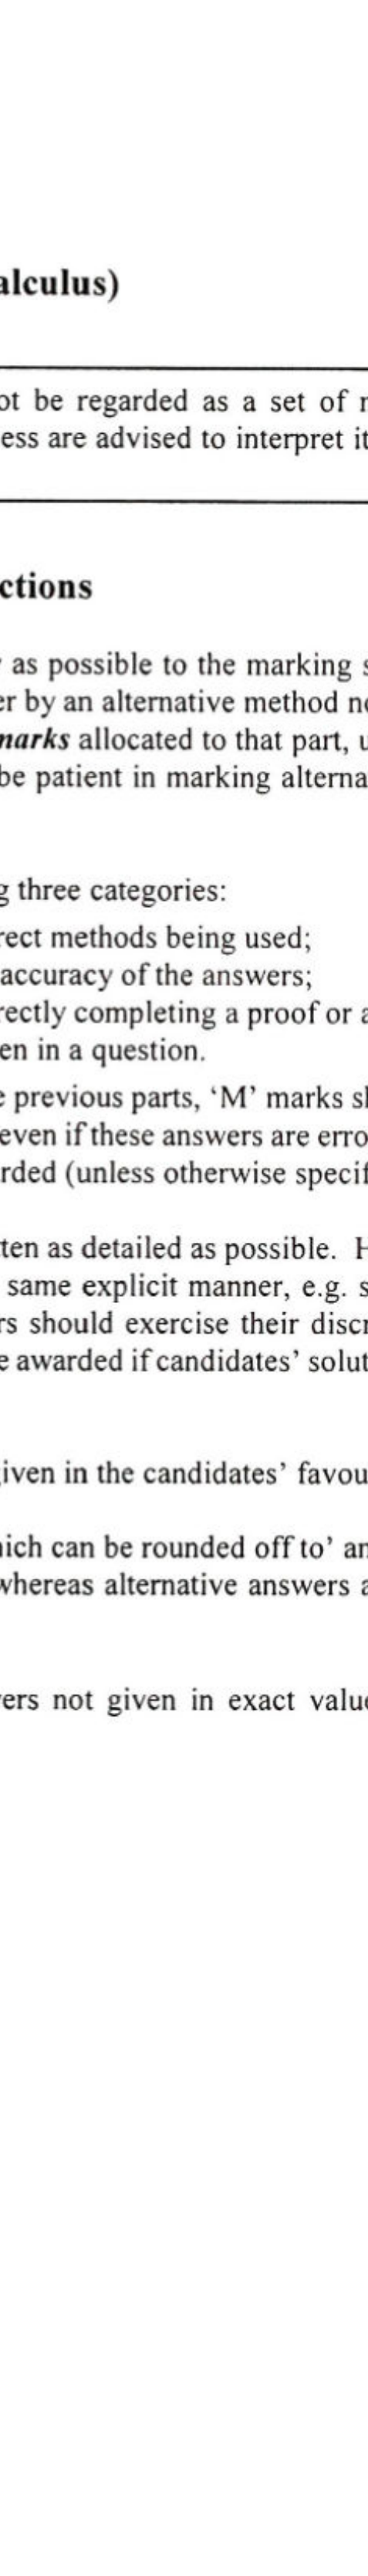 alculus)
ot be regarded as a set of
ess are advised to interpret it
ctions
as possible to the marking
er by an alternative method
marks allocated to that part,
be patient in marking alterna
g three categories:
rect methods being used;
accuracy of the answers;
rectly completing a proof or a
en in a question.
e previous parts, ‘M’ marks
even if these answers are erro
rded (unless otherwise specif
ten as detailed as possible. H
same explicit manner, e.g. s
rs should exercise their discr
e awarded if candidates’ solut
given in the candidates’ favou
hich can be rounded off to’ an
whereas alternative answers a
ers not given in exact value